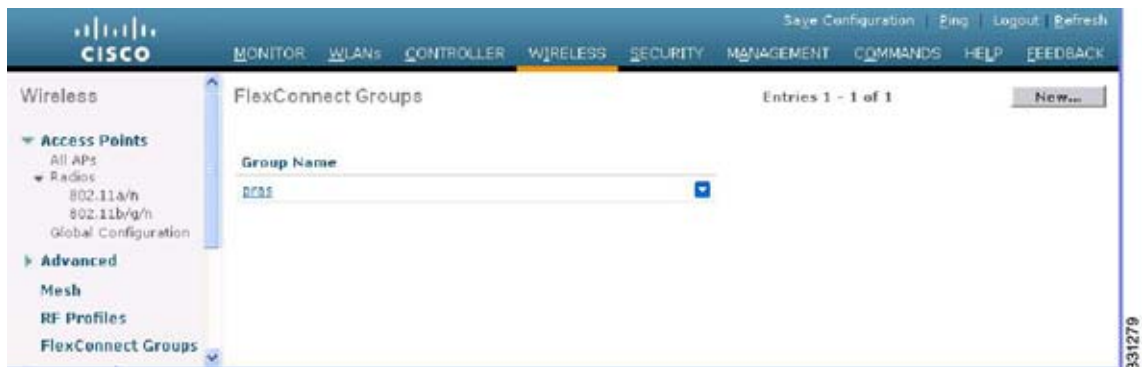 Save Configuration | Ping | Logout | Refresh
CISCO
MONITOR WLANs CONTROLLER WIRELESS SECURITY MANAGEMENT COMMANDS HELP FEEDBACK
Wireless
FlexConnect Groups
Entries 1 - 1 of 1
New...
Access Points
All APs
Radios
802.11a/n
802.11b/g/n
Global Configuration
Advanced
Mesh
RF Profiles
FlexConnect Groups
Group Name
pras
331279